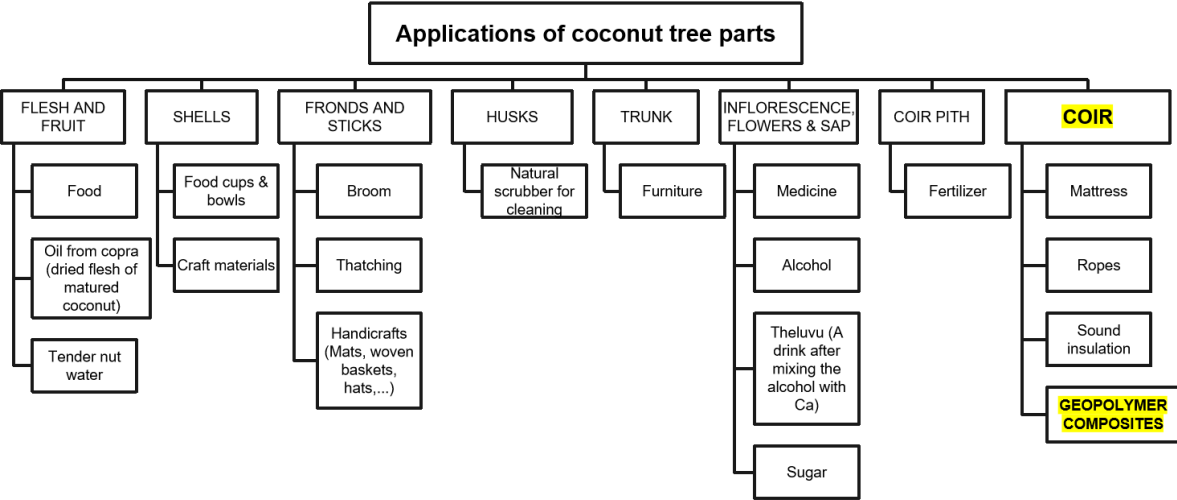 Applications of coconut tree parts
FLESH AND
FRUIT
SHELLS
FRONDS AND
STICKS
HUSKS
TRUNK
INFLORESCENCE,
FLOWERS & SAP
COIR PITH
COIR
Food
Oil from copra
(dried flesh of
matured
coconut)
Tender nut
water
Food cups &
bowls
Craft materials
Broom
Thatching
Handicrafts
(Mats, woven
baskets,
hats,...)
Natural
scrubber for
cleaning
Furniture
Medicine
Alcohol
Theluvu (A
drink after
mixing the
alcohol with
Ca)
Sugar
Fertilizer
Mattress
Ropes
Sound
insulation
GEOPOLYMER
COMPOSITES